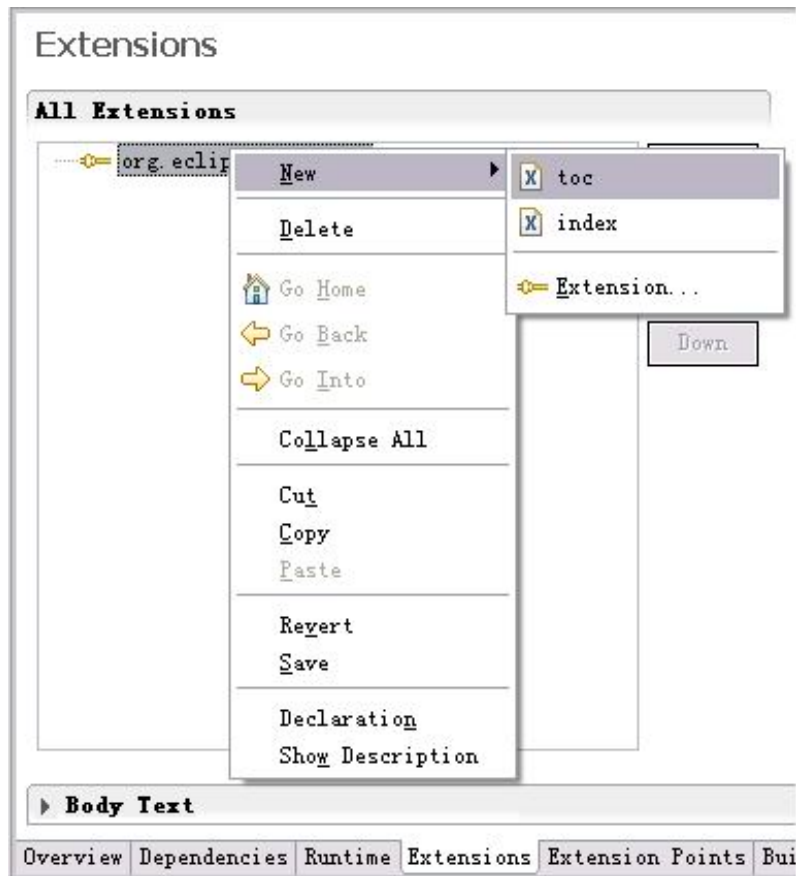 Extensions
All Extensions
org.eclip
New
toc
index
Extension...
Delete
Go Home
Go Back
Go Into
Down
Collapse All
Cut
Copy
Paste
Revert
Save
Declaration
Show Description
Body Text
Overview Dependencies Runtime Extensions Extension Points Bui